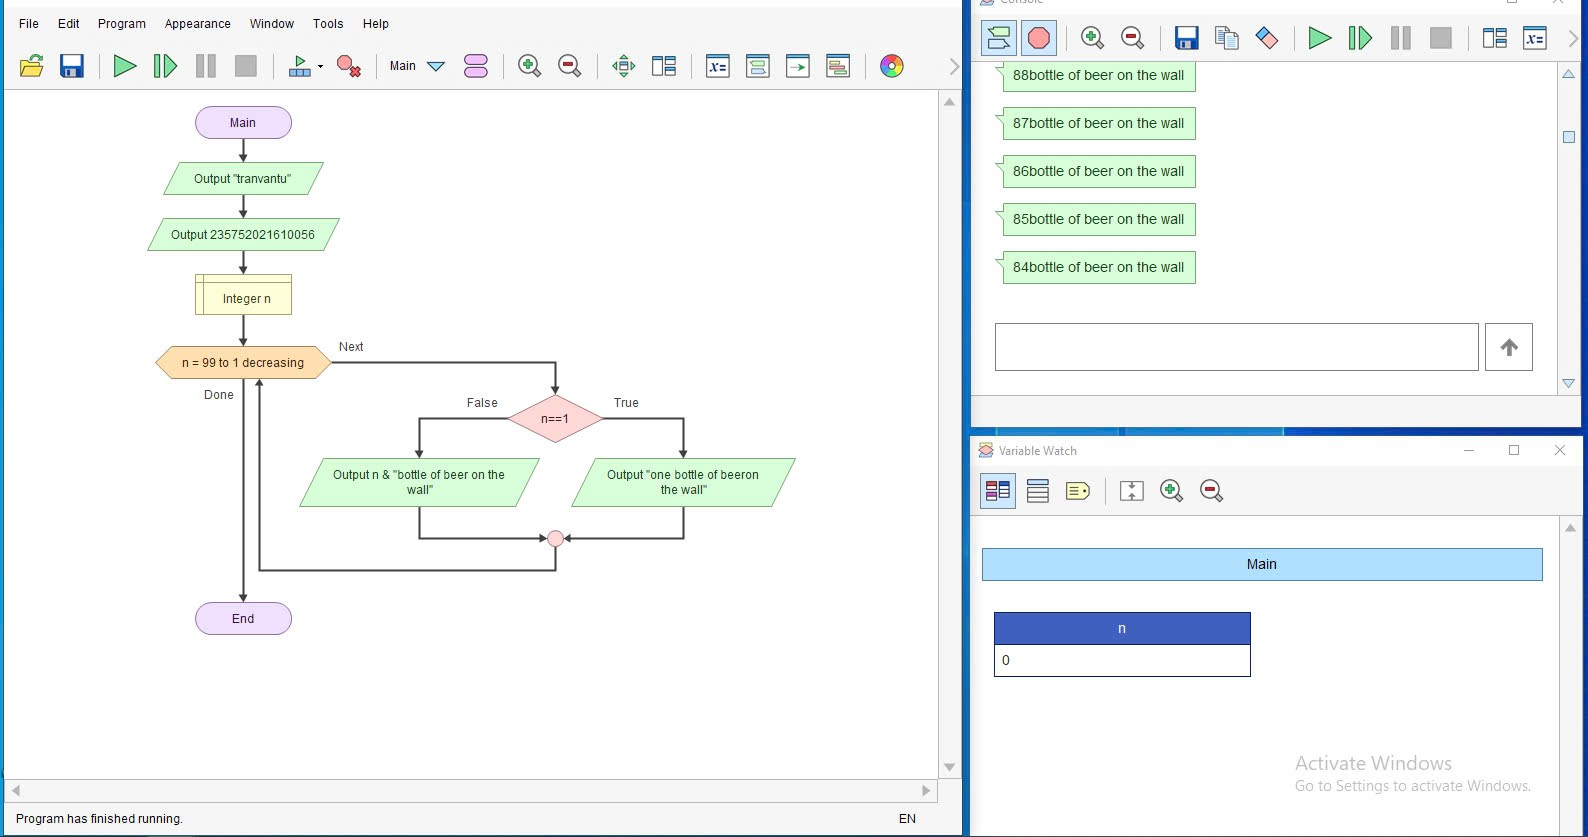 File Edit Program Appearance Window Tools Help
Main
Main
Output "tranvantu"
Output 235752021610056
Integer n
n = 99 to 1 decreasing
Next
Done
False
True
n==1
Output n & "bottle of beer on the
wall"
Output "one bottle of beeron
the wall"
End
Program has finished running.
EN
Console
x=
x=
88bottle of beer on the wall
87bottle of beer on the wall
86bottle of beer on the wall
85bottle of beer on the wall
84bottle of beer on the wall
Variable Watch
Main
n
0
Activate Windows
Go to Settings to activate Windows.